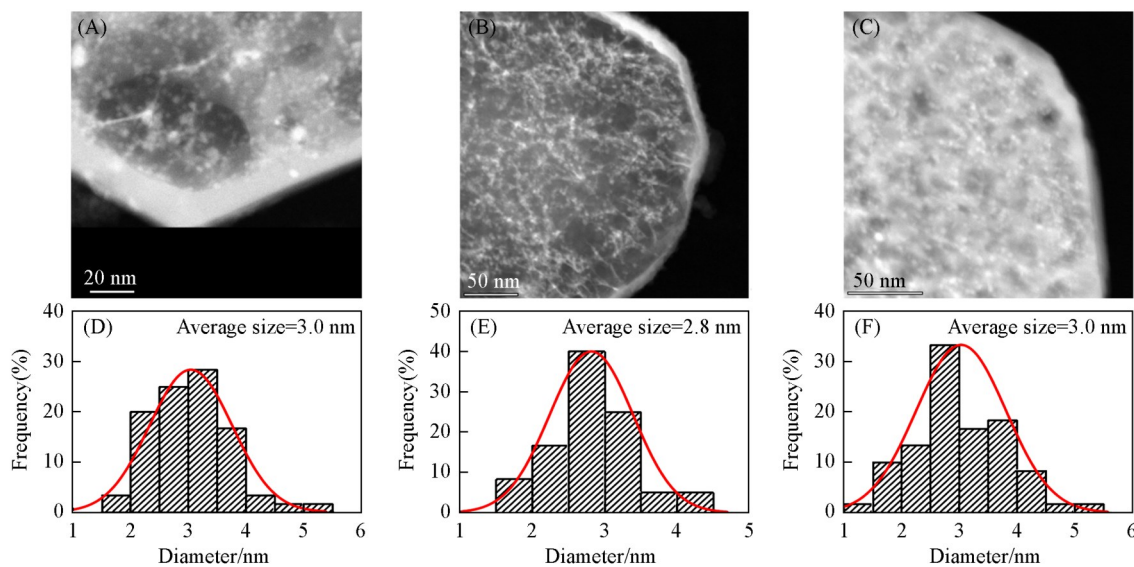 (A)
20 nm
(B)
50 nm
(C)
50 nm
(D)
Average size=3.0 nm
40
30
20
10
0
Frequency(%)
1 2 3 4 5 6
Diameter/nm
(E)
Average size=2.8 nm
50
40
30
20
10
0
Frequency(%)
1 2 3 4 5
Diameter/nm
(F)
Average size=3.0 nm
40
30
20
10
0
Frequency(%)
1 2 3 4 5 6
Diameter/nm